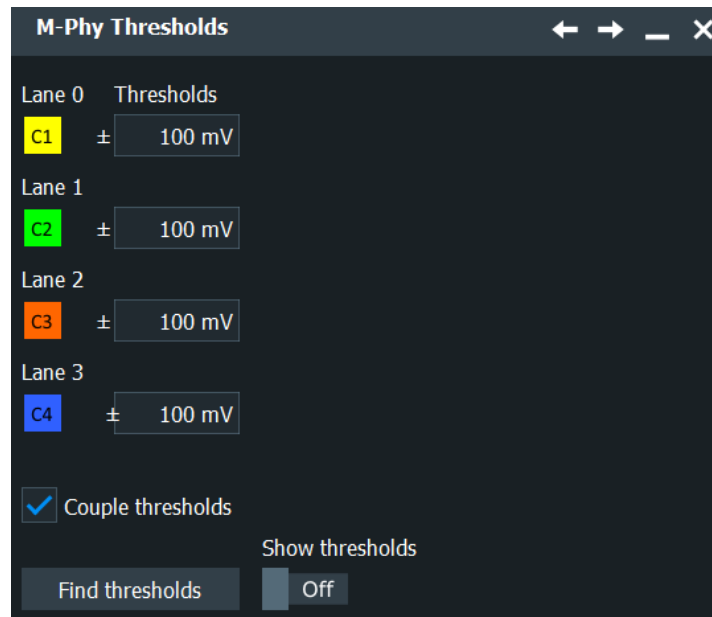 M-Phy Thresholds
Lane 0 Thresholds
C1 ± 100 mV
Lane 1
C2 ± 100 mV
Lane 2
C3 ± 100 mV
Lane 3
C4 ± 100 mV
Couple thresholds
Show thresholds
Find thresholds Off